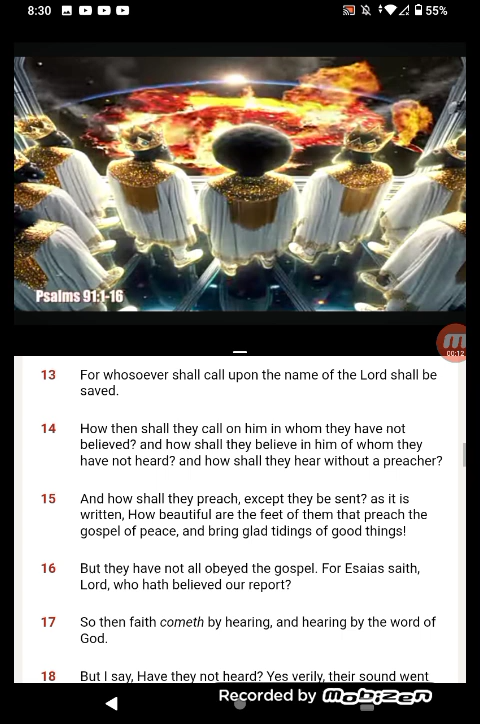 8:30
55%
Psalms 91:1-16
00:12
13 For whosoever shall call upon the name of the Lord shall be
saved.
14 How then shall they call on him in whom they have not
believed? and how shall they believe in him of whom they
have not heard? and how shall they hear without a preacher?
15 And how shall they preach, except they be sent? as it is
written, How beautiful are the feet of them that preach the
gospel of peace, and bring glad tidings of good things!
16 But they have not all obeyed the gospel. For Esaias saith,
Lord, who hath believed our report?
17 So then faith cometh by hearing, and hearing by the word of
God.
18 But I say, Have they not heard? Yes verily, their sound went
Recorded by Mobizen